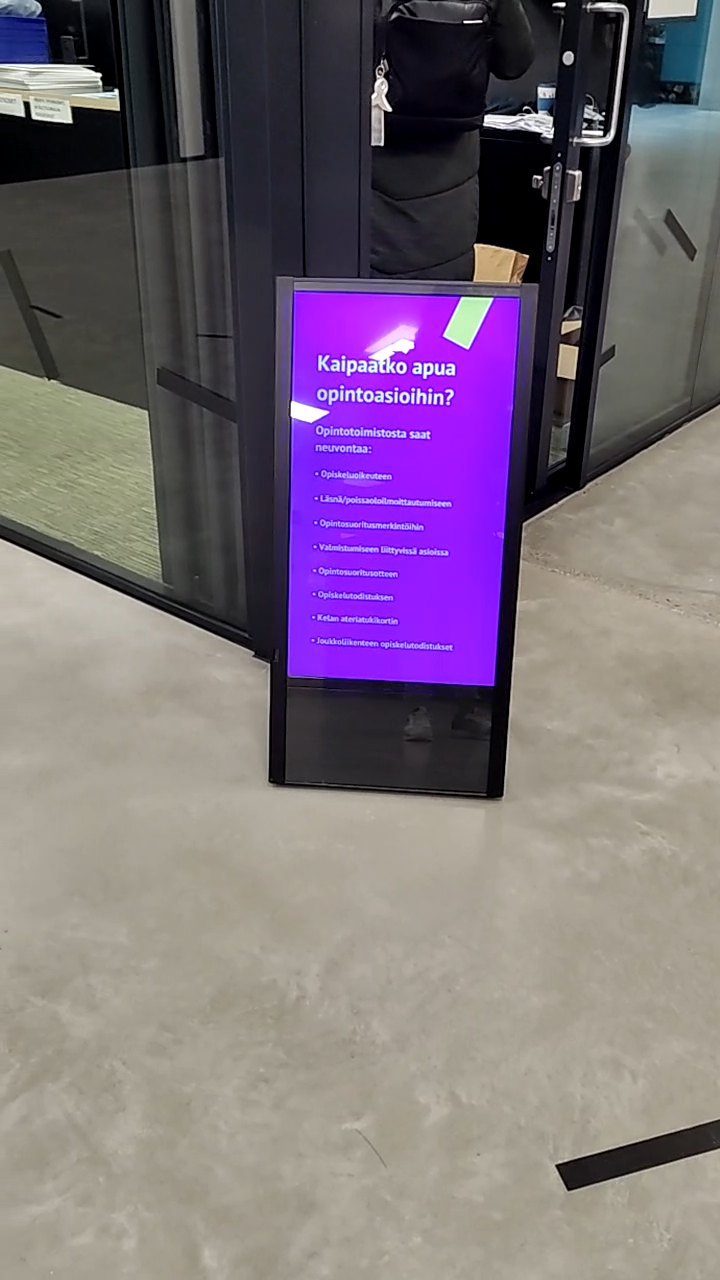 Kaipaatko apua
opintoasioihin?
Opintotoimistosta saat
neuvontaa:
• Opiskeluoikeuteen
• Läsnä/poissaoloilmoittautumiseen
• Opintosuoritusmerkintöihin
• Valmistumiseen liittyvissä asioissa
• Opintosuoritusotteen
• Opiskelutodistuksen
• Kelan ateriatukikortin
• Joukkoliikenteen opiskelutodistukset